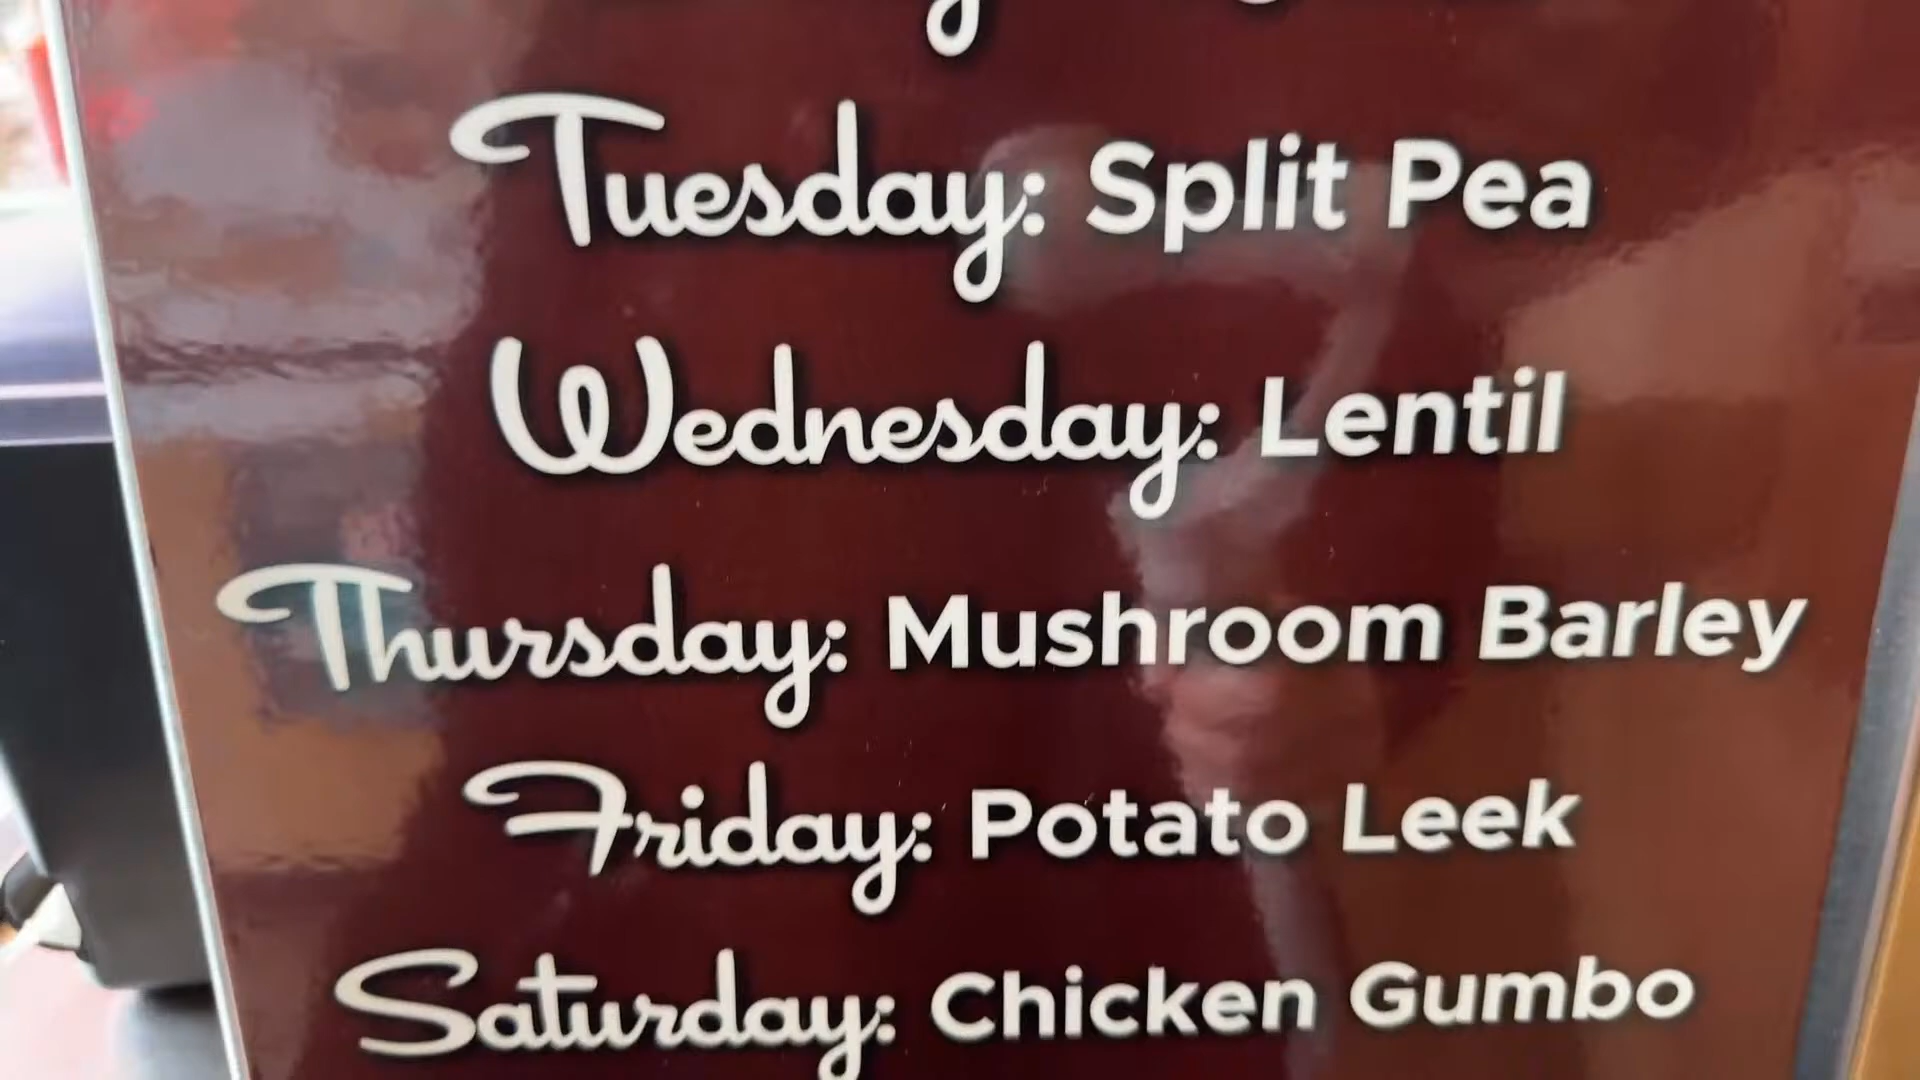 Tuesday: Split Pea
Wednesday: Lentil
Thursday: Mushroom Barley
Friday: Potato Leek
Saturday: Chicken Gumbo